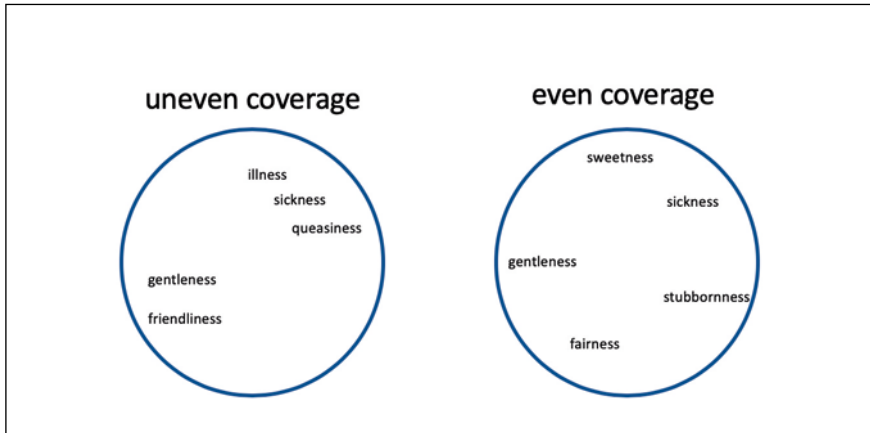 uneven coverage
illness
sickness
queasiness
gentleness
friendliness
even coverage
sweetness
sickness
gentleness
stubbornness
fairness